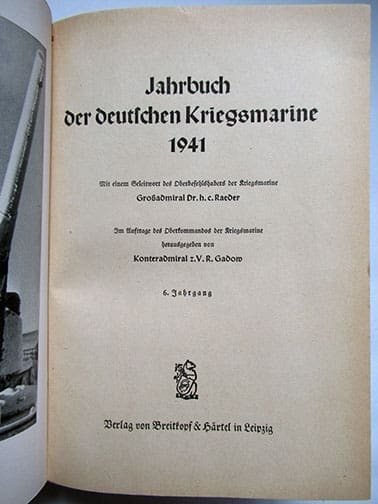 Jahrbuch
der deutschen Kriegsmarine
1941
Mit einem Geleitwort des Oberbefehlshabers der Kriegsmarine
Großadmiral Dr. h. c. Raeder
Im Auftrage des Oberkommandos der Kriegsmarine
herausgegeben von
Konteradmiral z. V. R. Gadow
6. Jahrgang
Verlag von Breitkopf & Härtel in Leipzig